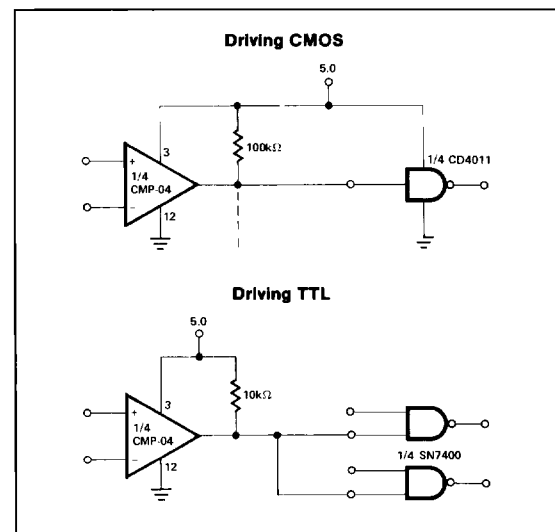 Driving CMOS
5.0
3
100kΩ
1/4 CD4011
+
1/4
CMP-04
−
12
Driving TTL
5.0
3
10kΩ
+
1/4
CMP-04
−
12
1/4 SN7400